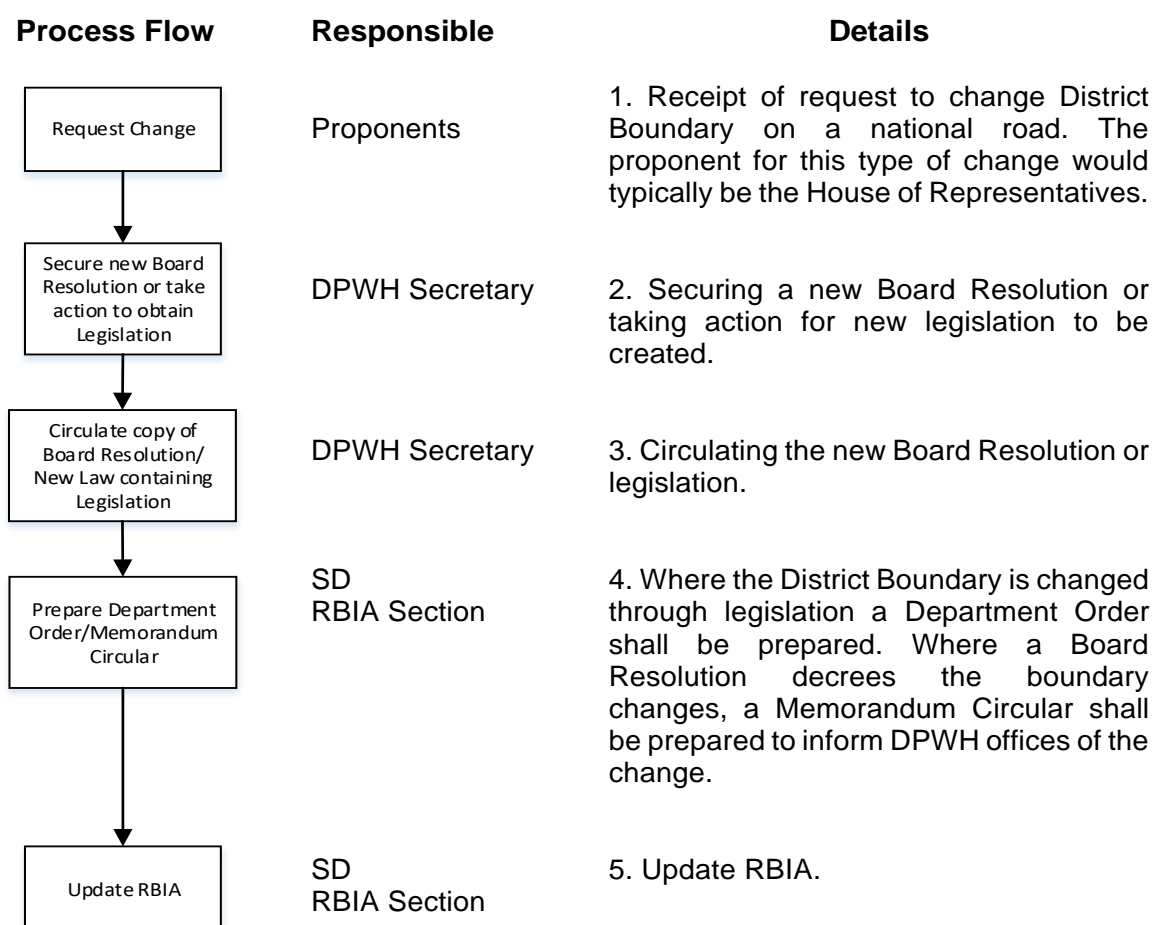 Process Flow Responsible Details
Request Change
Proponents
1. Receipt of request to change District
Boundary on a national road. The
proponent for this type of change would
typically be the House of Representatives.
Secure new Board
Resolution or take
action to obtain
Legislation
DPWH Secretary
2. Securing a new Board Resolution or
taking action for new legislation to be
created.
Circulate copy of
Board Resolution/
New Law containing
Legislation
DPWH Secretary
3. Circulating the new Board Resolution or
legislation.
Prepare Department
Order/Memorandum
Circular
SD
RBIA Section
4. Where the District Boundary is changed
through legislation a Department Order
shall be prepared. Where a Board
Resolution decrees the boundary
changes, a Memorandum Circular shall
be prepared to inform DPWH offices of the
change.
Update RBIA
SD
RBIA Section
5. Update RBIA.